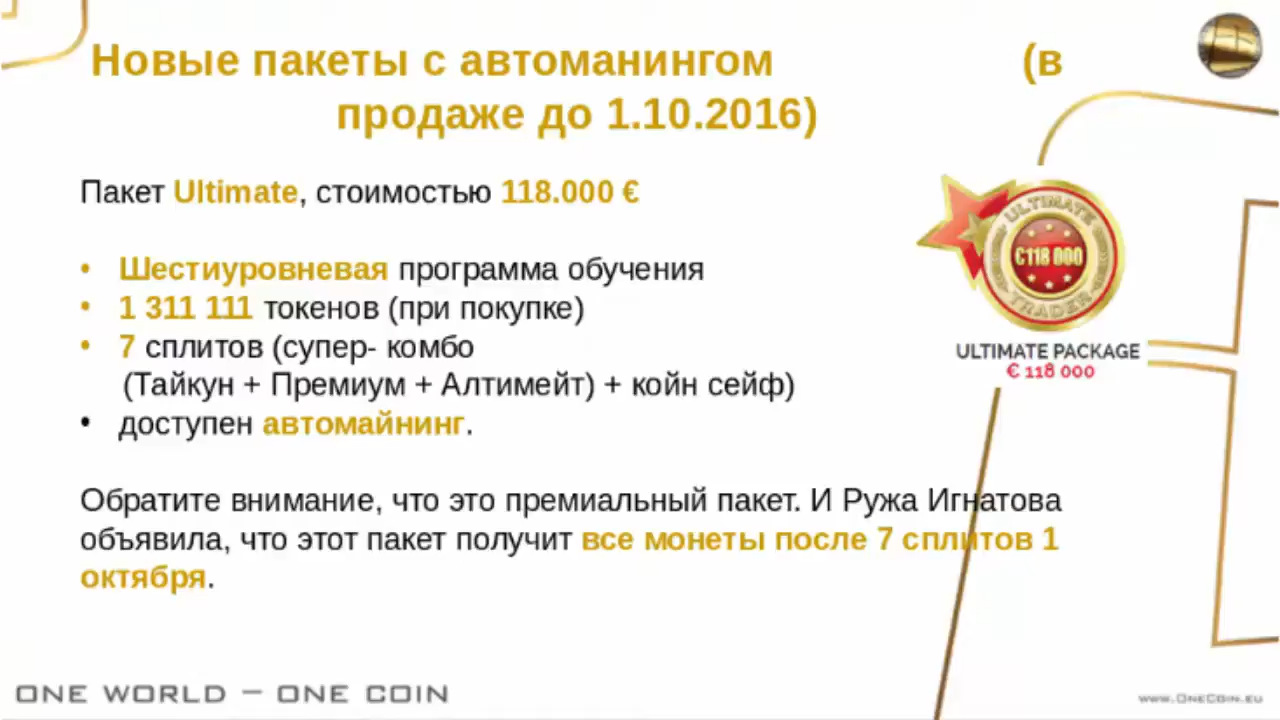 Новые пакеты с автоманингом (в
продаже до 1.10.2016)
Пакет Ultimate, стоимостью 118.000 €
• Шестиуровневая программа обучения
• 1 311 111 токенов (при покупке)
• 7 сплитов (супер- комбо
(Тайкун + Премиум + Алтимейт) + койн сейф)
• доступен автомайнинг.
ULTIMATE
€118 000
TRADER
ULTIMATE PACKAGE
€ 118 000
Обратите внимание, что это премиальный пакет. И Ружа Игнатова
объявила, что этот пакет получит все монеты после 7 сплитов 1
октября.
ONE WORLD – ONE COIN
www.OneCoin.eu